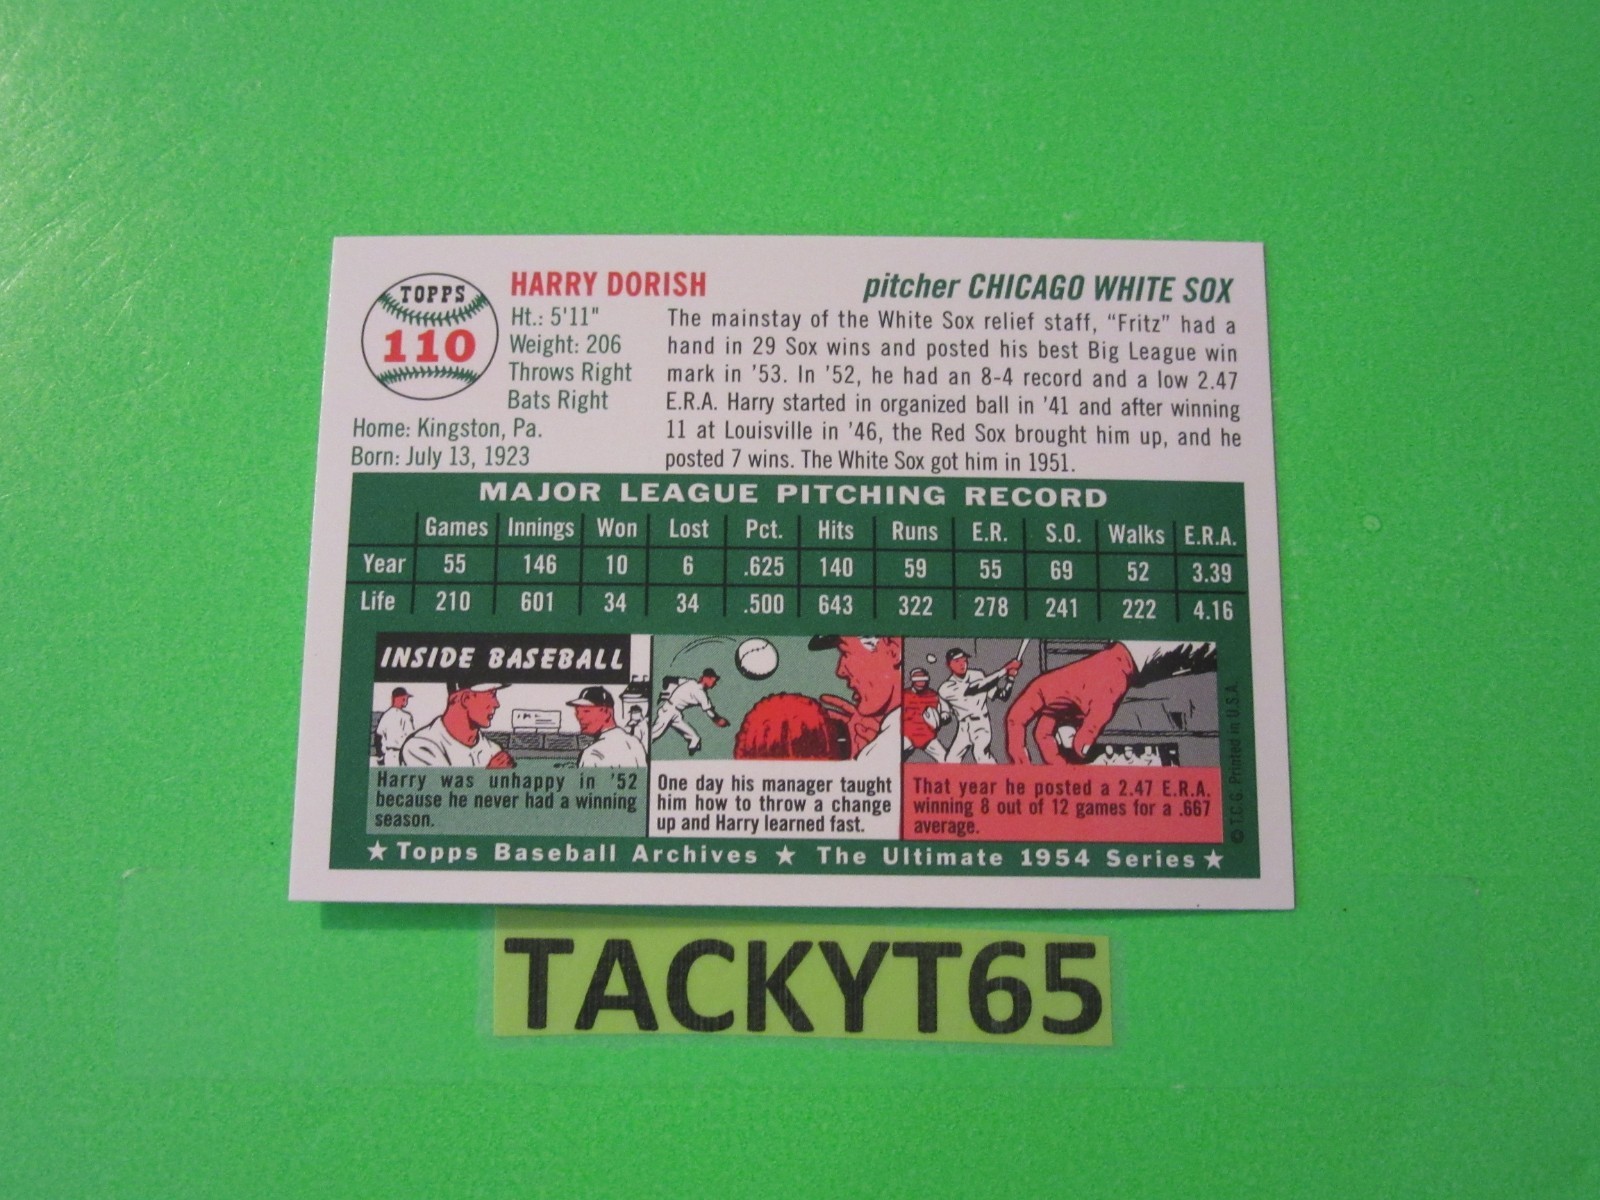 TOPPS
110
HARRY DORISH
Ht.: 5'11"
Weight: 206
Throws Right
Bats Right
Home: Kingston, Pa.
Born: July 13, 1923
pitcher CHICAGO WHITE SOX
The mainstay of the White Sox relief staff, "Fritz" had a
hand in 29 Sox wins and posted his best Big League win
mark in '53. In '52, he had an 8-4 record and a low 2.47
E.R.A. Harry started in organized ball in '41 and after winning
11 at Louisville in '46, the Red Sox brought him up, and he
posted 7 wins. The White Sox got him in 1951.
MAJOR LEAGUE PITCHING RECORD
Games Innings Won Lost Pct. Hits Runs E.R. S.O. Walks E.R.A.
Year 55 146 10 6 .625 140 59 55 69 52 3.39
Life 210 601 34 34 .500 643 322 278 241 222 4.16
INSIDE BASEBALL
Harry was unhappy in '52
because he never had a winning
season.
One day his manager taught
him how to throw a change
up and Harry learned fast.
That year he posted a 2.47 E.R.A.
winning 8 out of 12 games for a .667
average.
© T.C.G. Printed in U.S.A.
★ Topps Baseball Archives ★ The Ultimate 1954 Series ★
TACKYT65